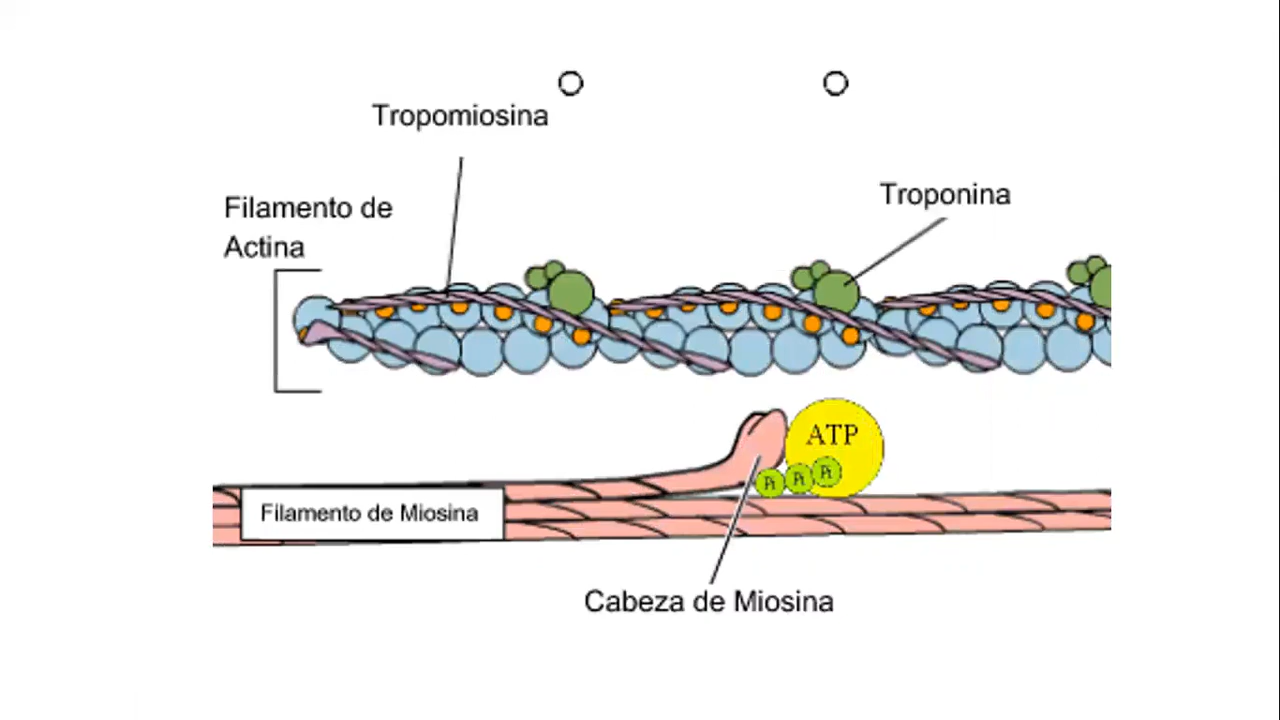 Tropomiosina
Troponina
Filamento de
Actina
ATP
Pi Pi Pi
Filamento de Miosina
Cabeza de Miosina